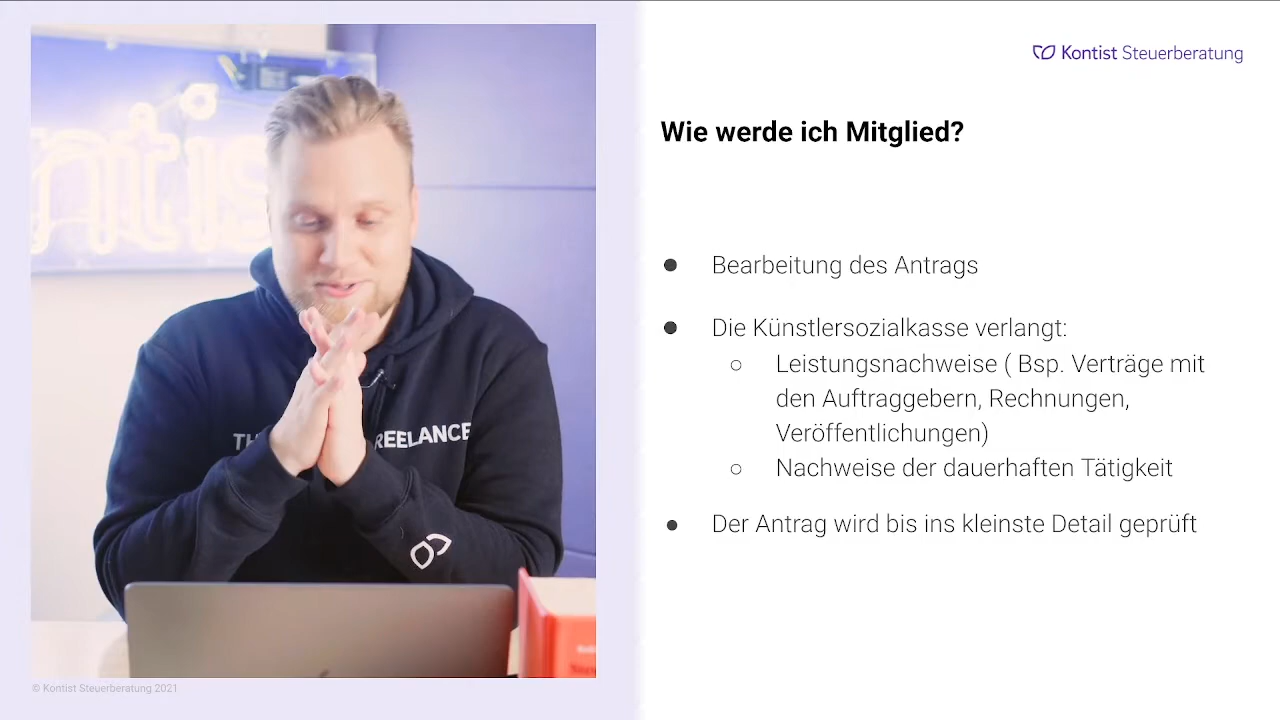 Kontist Steuerberatung
Wie werde ich Mitglied?
● Bearbeitung des Antrags
● Die Künstlersozialkasse verlangt:
○ Leistungsnachweise ( Bsp. Verträge mit
den Auftraggebern, Rechnungen,
Veröffentlichungen)
○ Nachweise der dauerhaften Tätigkeit
● Der Antrag wird bis ins kleinste Detail geprüft
TH REELANCE
© Kontist Steuerberatung 2021